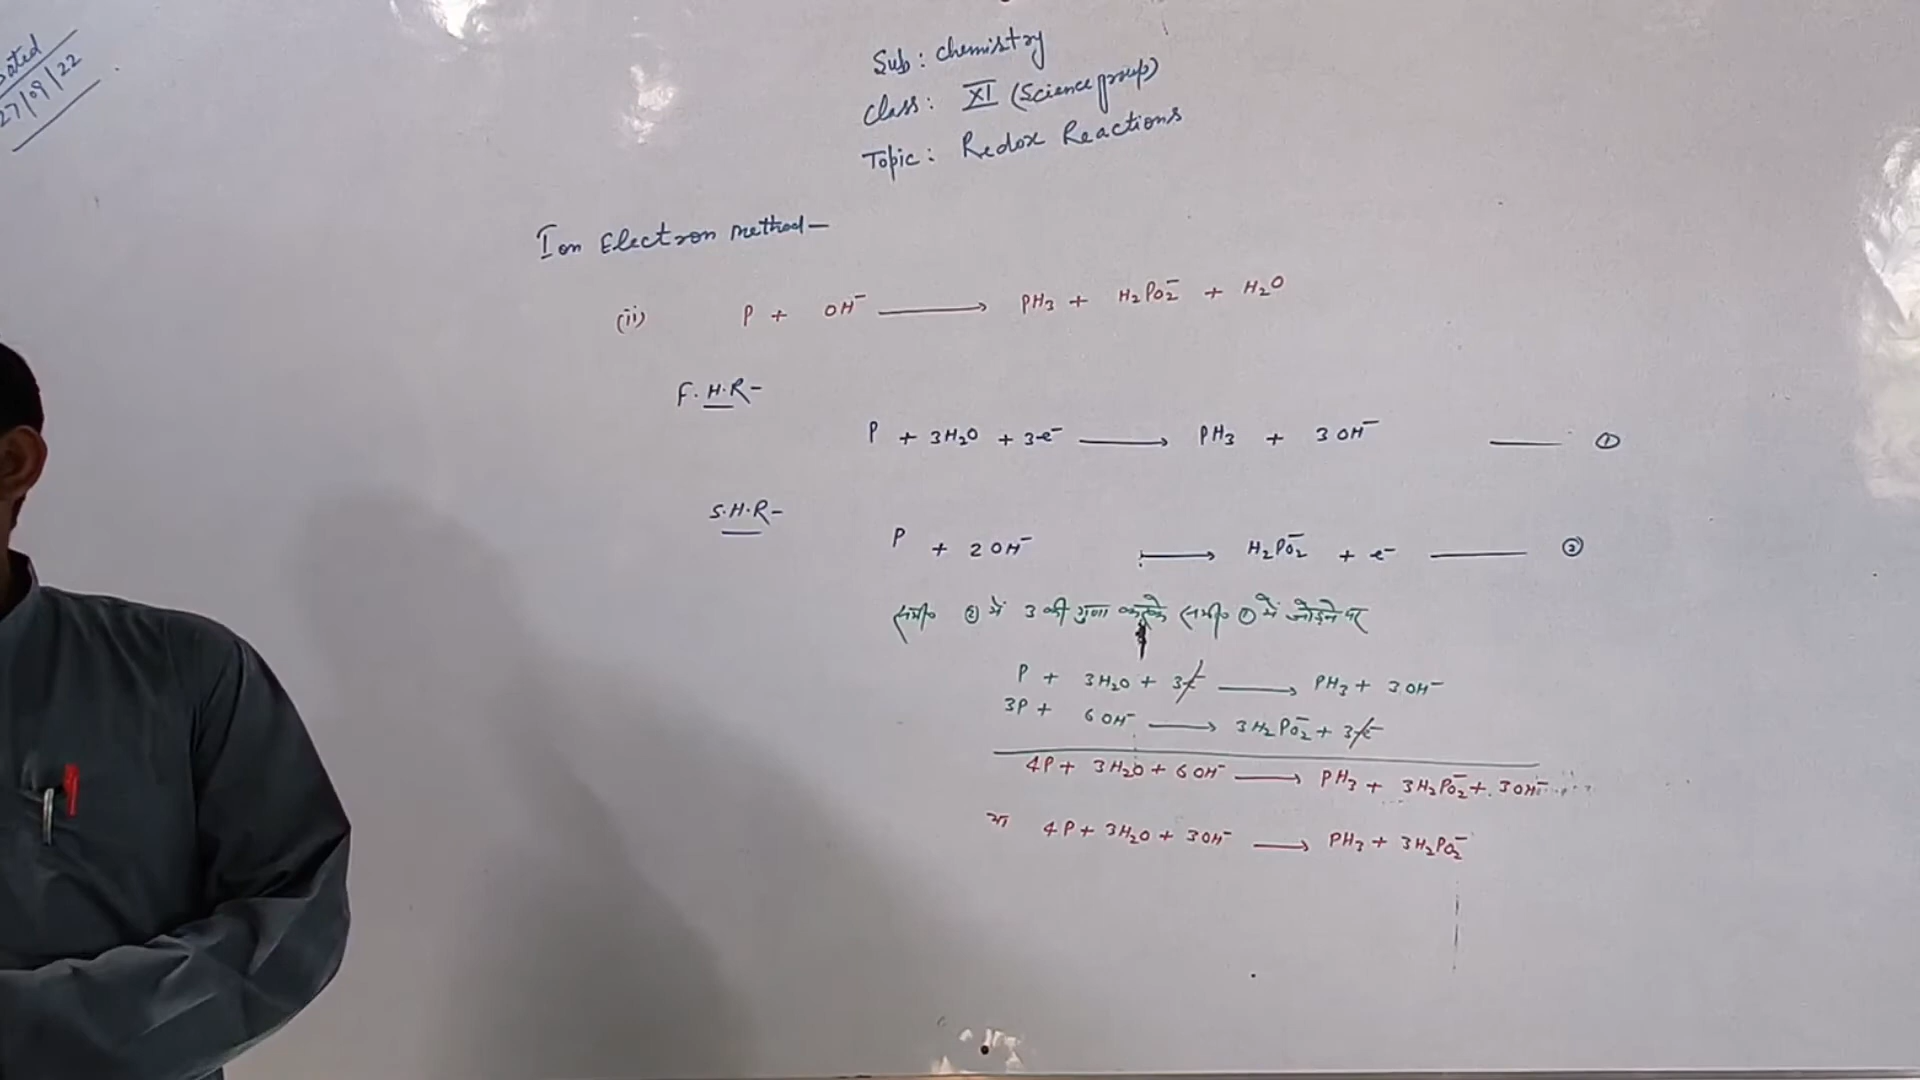 Dated
27/09/22
Sub: chemistry
Class: XI (Science group)
Topic: Redox Reactions
Ion Electron method—
(ii) P + OH⁻ ⟶ PH₃ + H₂PO₂⁻ + H₂O
F.H.R-
P + 3H₂O + 3e⁻ ⟶ PH₃ + 3OH⁻ — ①
S.H.R-
P + 2OH⁻ ⟶ H₂PO₂⁻ + e⁻ — ②
समी० ② में 3 की गुणा करके समी० ① में जोड़ने पर
P + 3H₂O + 3e⁻ ⟶ PH₃ + 3OH⁻
3P + 6OH⁻ ⟶ 3H₂PO₂⁻ + 3e⁻
4P + 3H₂O + 6OH⁻ ⟶ PH₃ + 3H₂PO₂⁻ + 3OH⁻
या 4P + 3H₂O + 3OH⁻ ⟶ PH₃ + 3H₂PO₂⁻